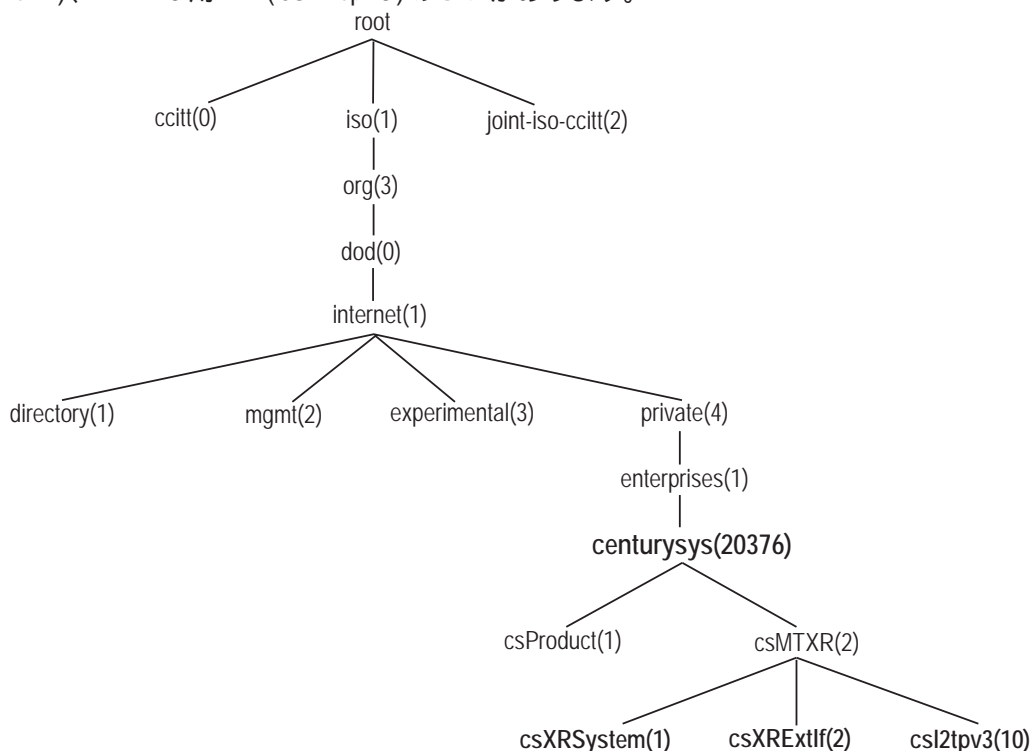 root
ccitt(0) iso(1) joint-iso-ccitt(2)
org(3)
dod(0)
internet(1)
directory(1) mgmt(2) experimental(3) private(4)
enterprises(1)
centurysys(20376)
csProduct(1) csMTXR(2)
csXRSystem(1) csXRExtIf(2) csl2tpv3(10)